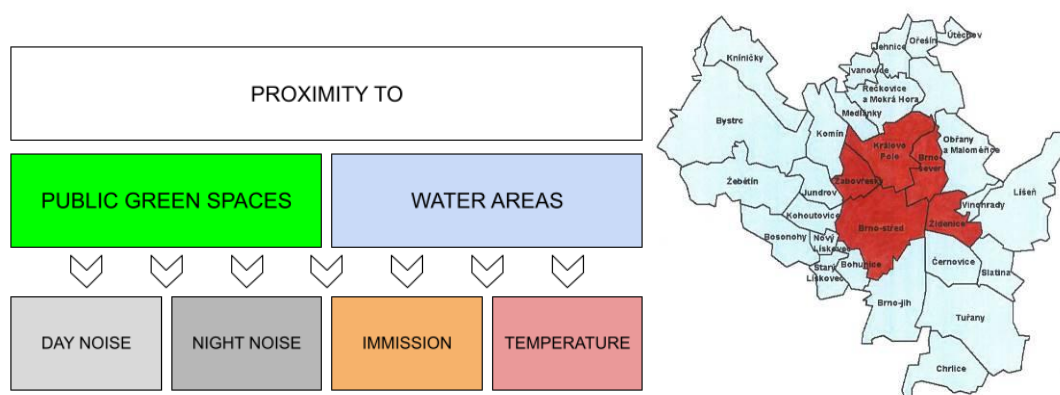 PROXIMITY TO
PUBLIC GREEN SPACES
WATER AREAS
DAY NOISE
NIGHT NOISE
IMMISSION
TEMPERATURE
Útěchov
Ořešín
Jehnice
Kníničky
Ivanovice
Řečkovice
a Mokrá Hora
Medlánky
Bystrc
Komín
Královo
Pole
Obřany
a Maloměřice
Brno-
sever
Žebětín
Žabovřesky
Jundrov
Líšeň
Vinohrady
Kohoutovice
Židenice
Brno-střed
Bosonohy
Nový
Lískovec
Starý
Lískovec
Bohunice
Černovice
Slatina
Brno-jih
Tuřany
Chrlice